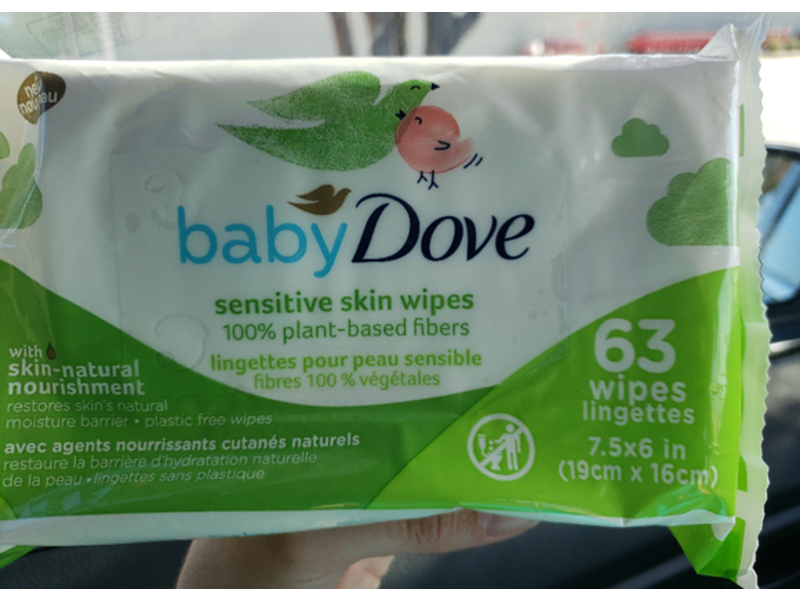 new
nouveau
baby Dove
sensitive skin wipes
100% plant-based fibers
lingettes pour peau sensible
fibres 100 % végétales
with
skin-natural
nourishment
restores skin's natural
moisture barrier • plastic free wipes
avec agents nourrissants cutanés naturels
restaure la barrière d'hydratation naturelle
de la peau • lingettes sans plastique
63
wipes
lingettes
7.5x6 in
(19cm x 16cm)